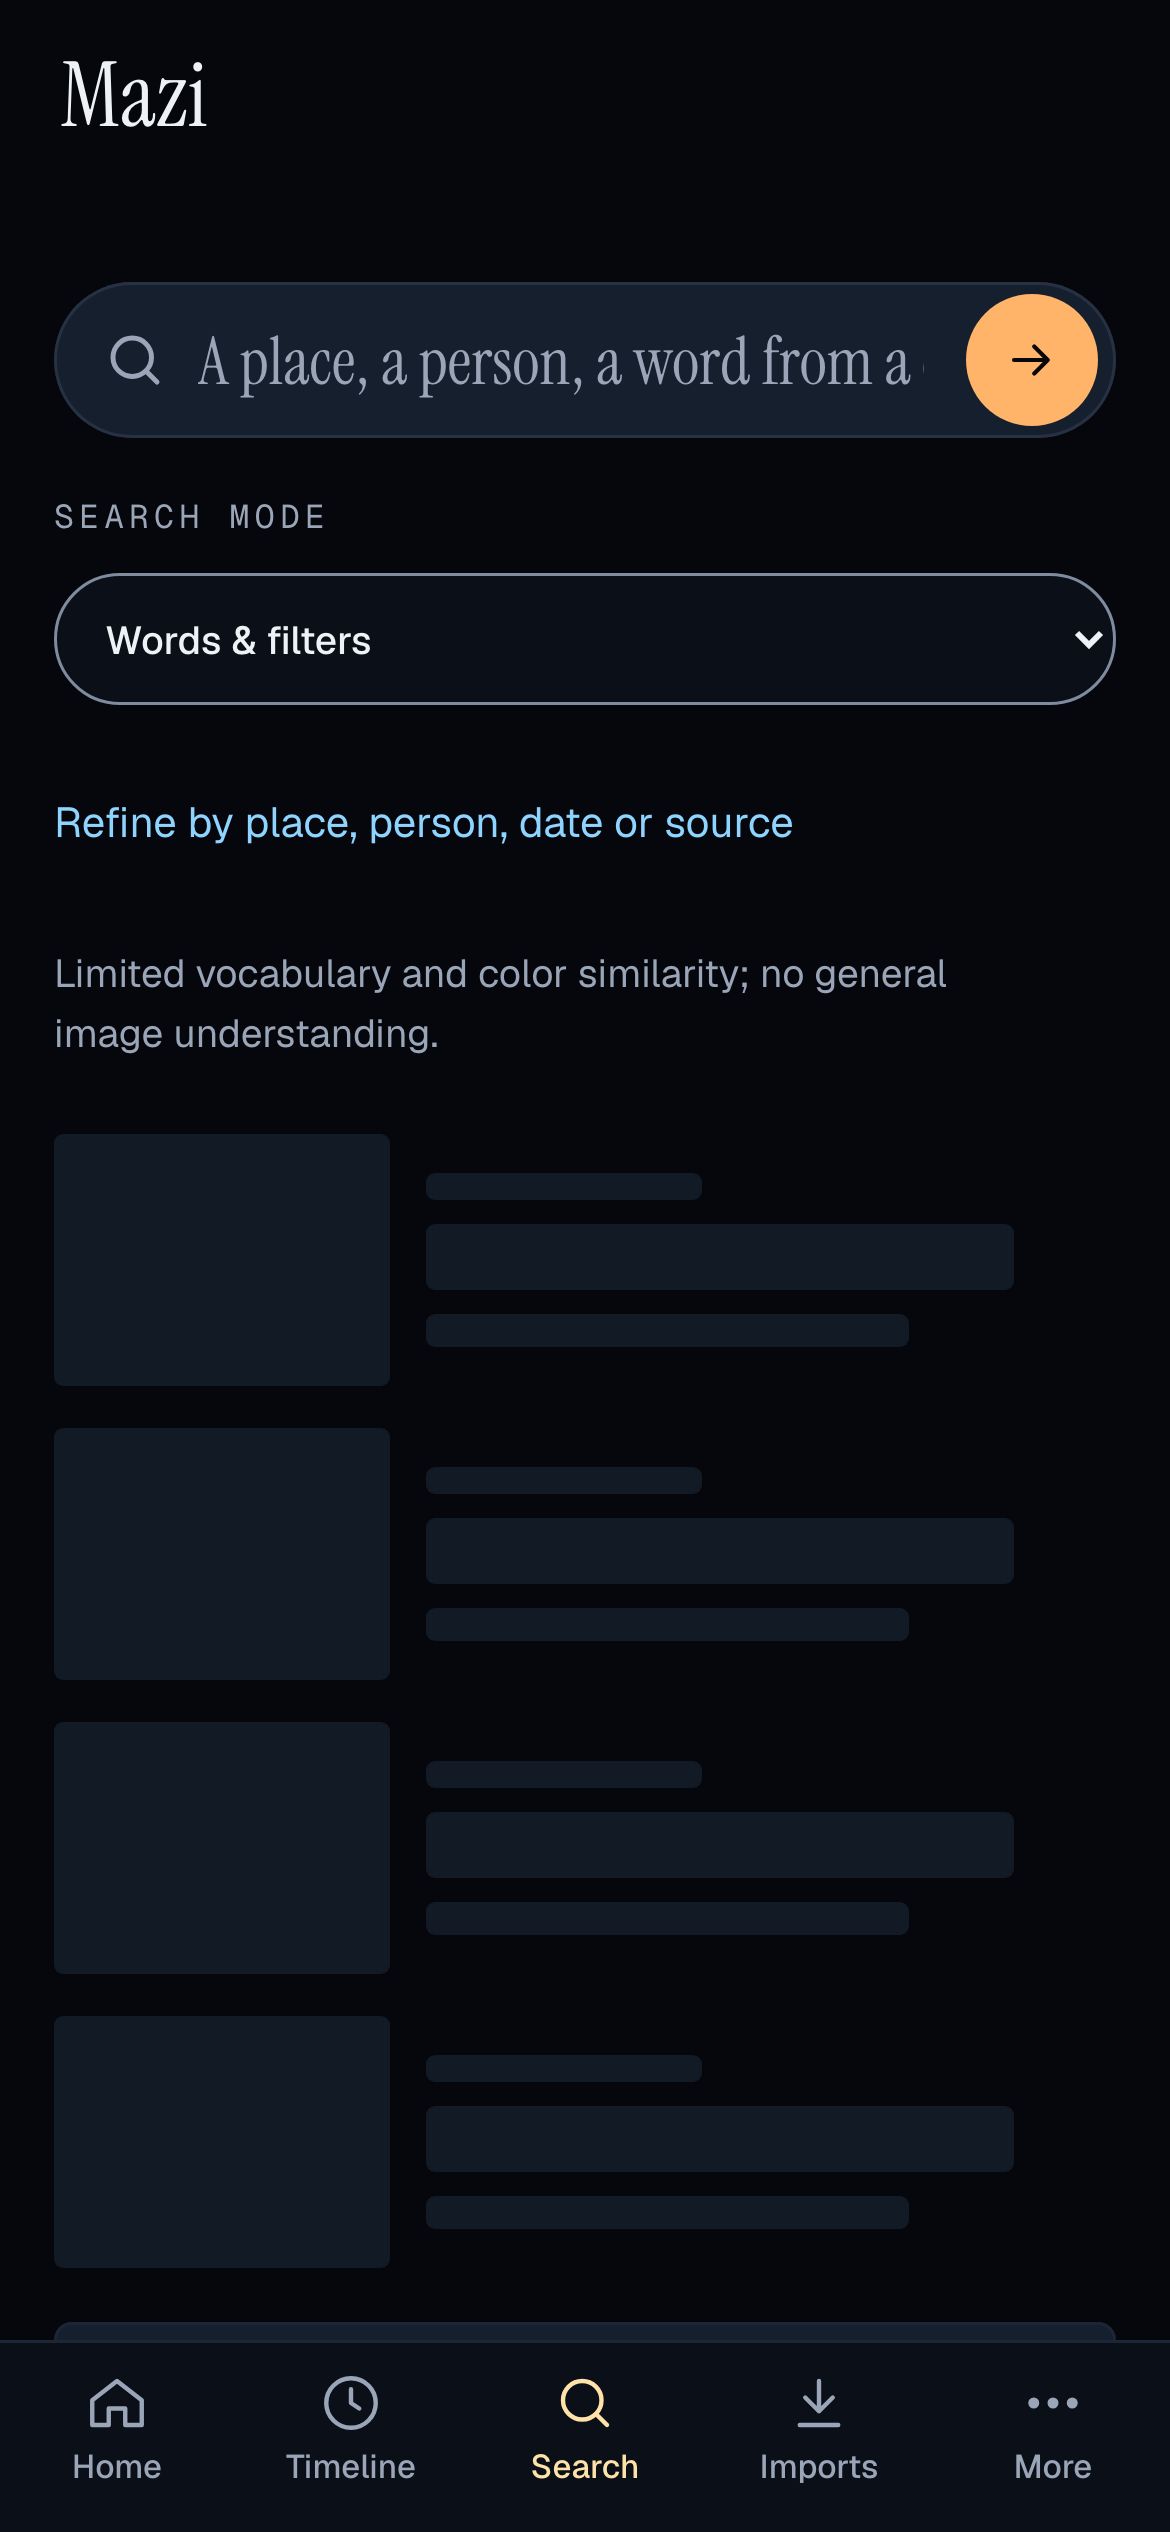 Mazi
A place, a person, a word from a
SEARCH MODE
Words & filters
Refine by place, person, date or source
Limited vocabulary and color similarity; no general
image understanding.
Home
Timeline
Search
Imports
More